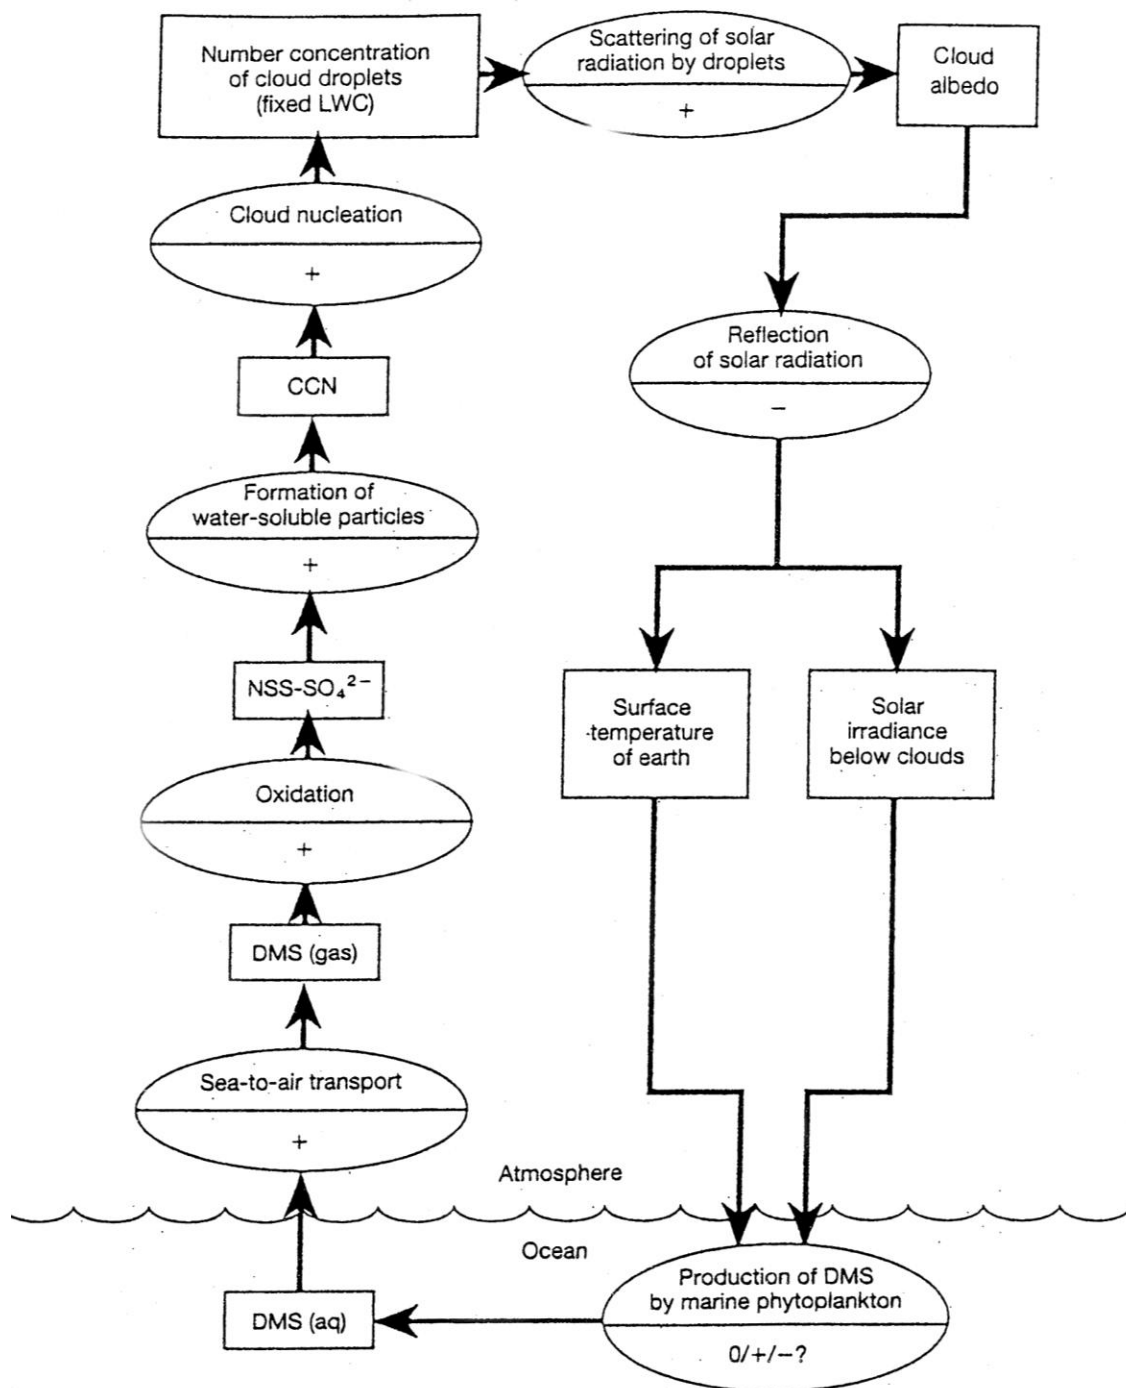 Number concentration
of cloud droplets
(fixed LWC)
Scattering of solar
radiation by droplets
+
Cloud
albedo
Cloud nucleation
+
Reflection
of solar radiation
−
CCN
Formation of
water-soluble particles
+
NSS-SO₄²⁻
Surface
temperature
of earth
Solar
irradiance
below clouds
Oxidation
+
DMS (gas)
Sea-to-air transport
+
Atmosphere
Ocean
Production of DMS
by marine phytoplankton
0/+/−?
DMS (aq)